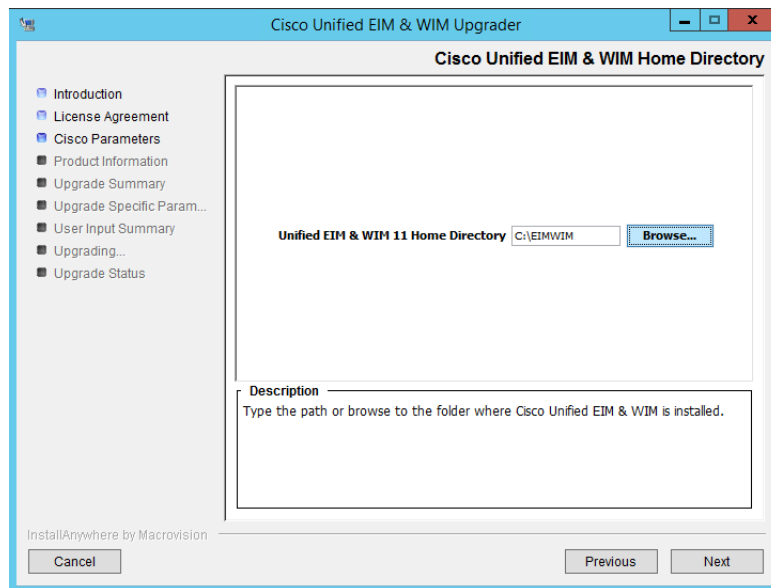 Cisco Unified EIM & WIM Upgrader
Cisco Unified EIM & WIM Home Directory
Introduction
License Agreement
Cisco Parameters
Product Information
Upgrade Summary
Upgrade Specific Param...
User Input Summary
Upgrading...
Upgrade Status
Unified EIM & WIM 11 Home Directory C:\EIMWIM Browse...
Description
Type the path or browse to the folder where Cisco Unified EIM & WIM is installed.
InstallAnywhere by Macrovision
Cancel Previous Next